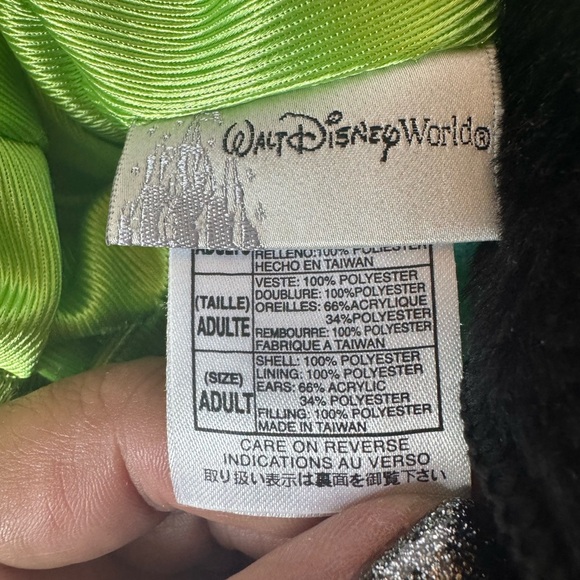 WALT DISNEY World®
RELLENO: 100% POLIESTER
HECHO EN TAIWAN
(TAILLE)
ADULTE
VESTE: 100% POLYESTER
DOUBLURE: 100% POLYESTER
OREILLES: 66%ACRYLIQUE
34%POLYESTER
REMBOURRE: 100% POLYESTER
FABRIQUE A TAIWAN
(SIZE)
ADULT
SHELL: 100% POLYESTER
LINING: 100% POLYESTER
EARS: 66% ACRYLIC
34% POLYESTER
FILLING: 100% POLYESTER
MADE IN TAIWAN
CARE ON REVERSE
INDICATIONS AU VERSO
取り扱い表示は裏面を御覧下さい